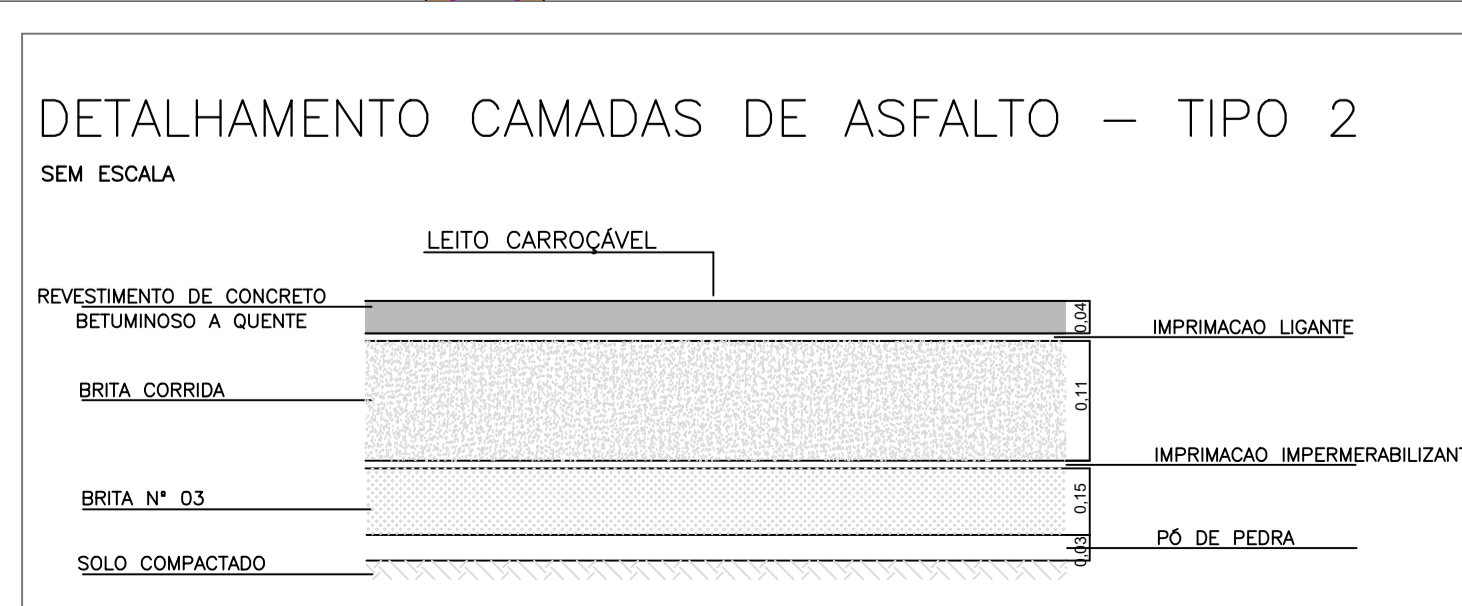 DETALHAMENTO CAMADAS DE ASFALTO – TIPO 2
SEM ESCALA
LEITO CARROÇÁVEL
REVESTIMENTO DE CONCRETO
BETUMINOSO A QUENTE
0,04
IMPRIMACAO LIGANTE
BRITA CORRIDA
0,11
IMPRIMACAO IMPERMERABILIZANT
BRITA Nº 03
0,15
PÓ DE PEDRA
0,03
SOLO COMPACTADO